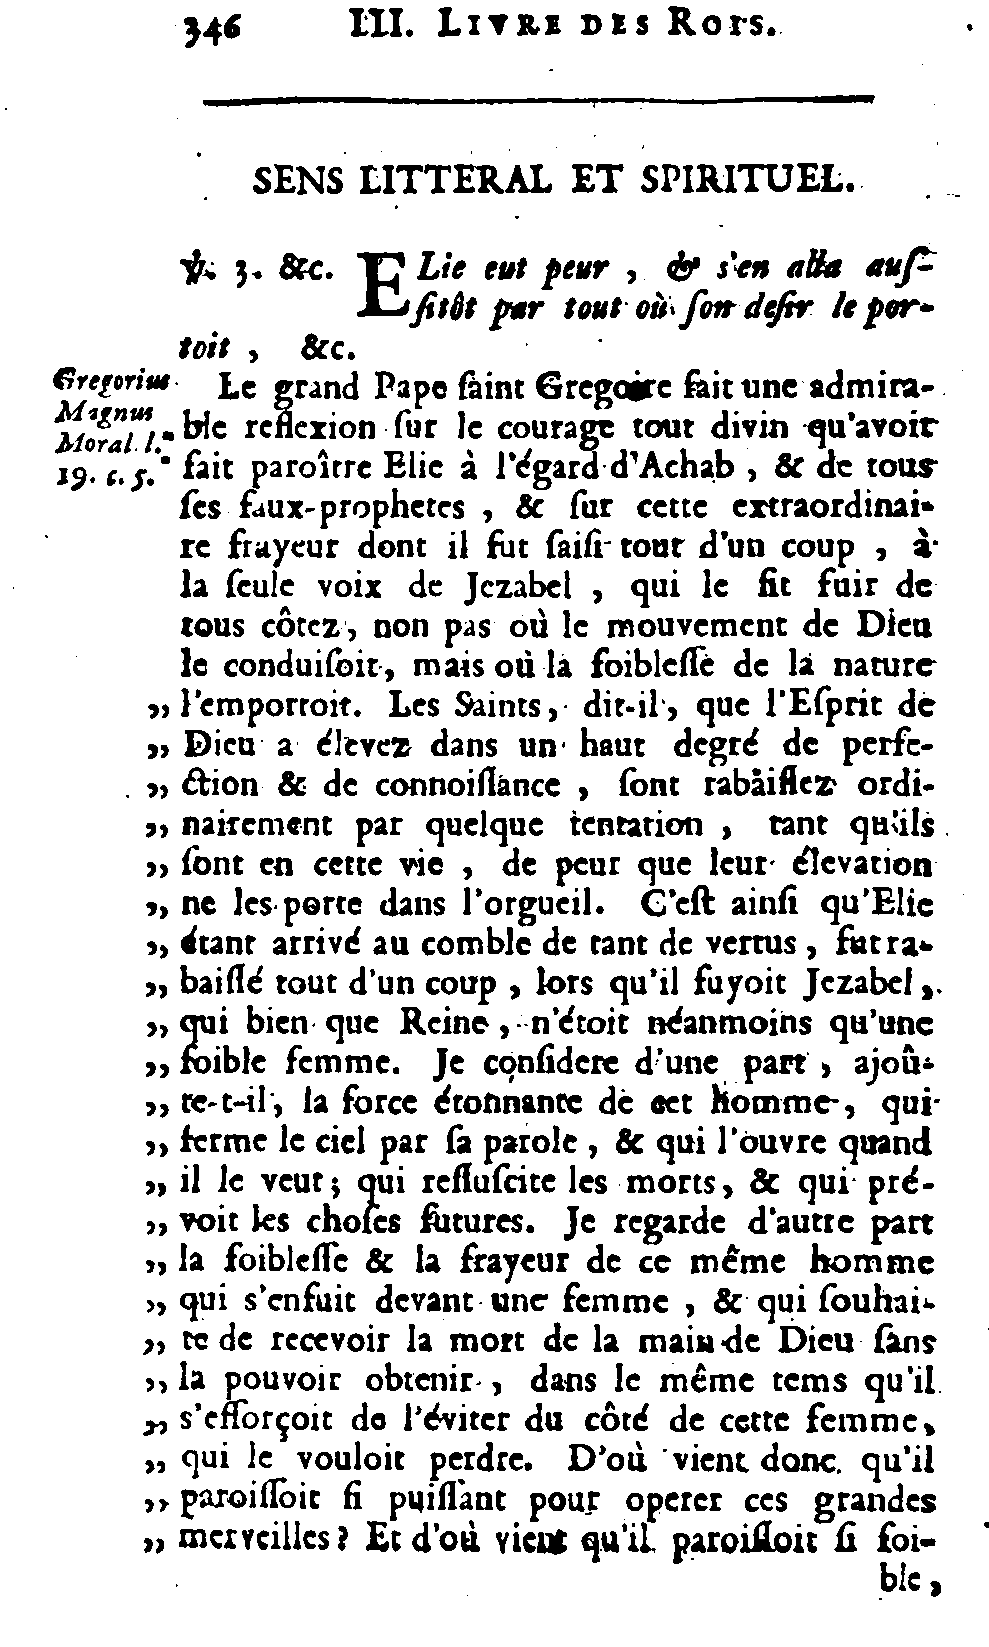 346 III. LIVRE DES ROIS.
SENS LITTERAL ET SPIRITUEL.
℣. 3. &c. ELie eut peur, & s'en alla auſ-
ſitôt par tout où ſon deſir le por-
toit, &c.
Gregorius
Magnus
Moral. l.
19. c. 5.
Le grand Pape ſaint Gregoire fait une admira-
ble reflexion ſur le courage tout divin qu'avoit
fait paroître Elie à l'égard d'Achab, & de tous
ſes faux-prophetes, & ſur cette extraordinai-
re frayeur dont il fut ſaiſi tout d'un coup, à
la ſeule voix de Jezabel, qui le fit fuir de
tous côtez, non pas où le mouvement de Dieu
le conduiſoit, mais où la foibleſſe de la nature
,, l'emportoit. Les Saints, dit-il, que l'Eſprit de
,, Dieu a élevez dans un haut degré de perfe-
,, ction & de connoiſſance, ſont rabaiſſez ordi-
,, nairement par quelque tentation, tant qu'ils
,, ſont en cette vie, de peur que leur élevation
,, ne les porte dans l'orgueil. C'eſt ainſi qu'Elie
,, étant arrivé au comble de tant de vertus, fut ra-
,, baiſſé tout d'un coup, lors qu'il fuyoit Jezabel,
,, qui bien que Reine, n'étoit néanmoins qu'une
,, foible femme. Je conſidere d'une part, ajoû-
,, te-t-il, la force étonnante de cet homme, qui
,, ferme le ciel par ſa parole, & qui l'ouvre quand
,, il le veut; qui reſſuſcite les morts, & qui pré-
,, voit les choſes futures. Je regarde d'autre part
,, la foibleſſe & la frayeur de ce même homme
,, qui s'enfuit devant une femme, & qui ſouhai-
,, te de recevoir la mort de la main de Dieu ſans
,, la pouvoir obtenir, dans le même tems qu'il
,, s'efforçoit de l'éviter du côté de cette femme,
,, qui le vouloit perdre. D'où vient donc qu'il
,, paroiſſoit ſi puiſſant pour operer ces grandes
,, merveilles? Et d'où vient qu'il paroiſſoit ſi foi-
ble,